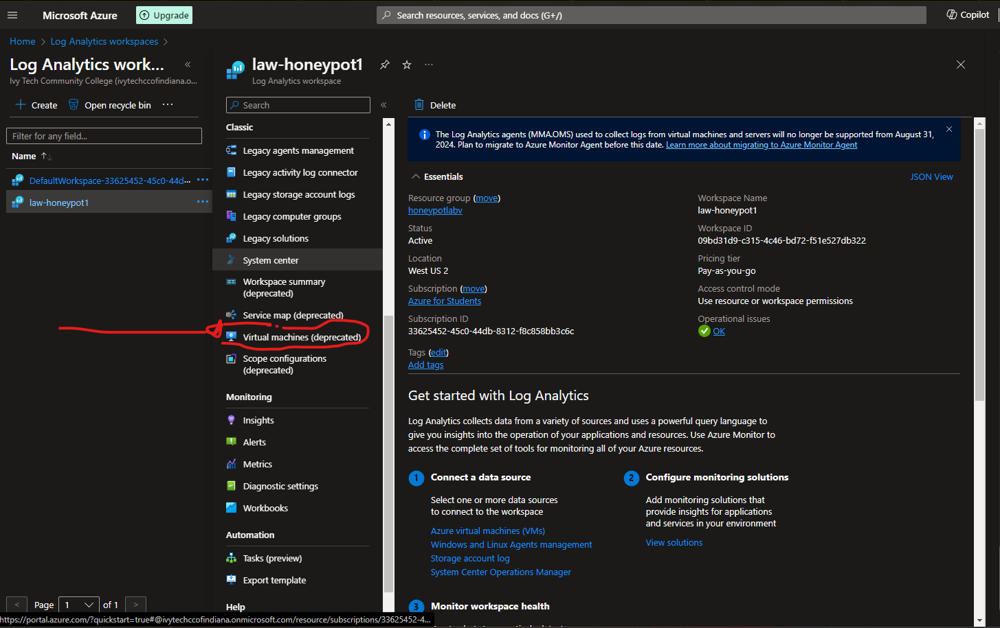 Microsoft Azure
Upgrade
Search resources, services, and docs (G+/)
Copilot
Home > Log Analytics workspaces >
Log Analytics work...
Ivy Tech Community College (ivytechccofindiana.o...
Create
Open recycle bin
Filter for any field...
Name
DefaultWorkspace-33625452-45c0-44d...
law-honeypot1
Page 1 of 1
law-honeypot1
Log Analytics workspace
Search
Classic
Legacy agents management
Legacy activity log connector
Legacy storage account logs
Legacy computer groups
Legacy solutions
System center
Workspace summary
(deprecated)
Service map (deprecated)
Virtual machines (deprecated)
Scope configurations
(deprecated)
Monitoring
Insights
Alerts
Metrics
Diagnostic settings
Workbooks
Automation
Tasks (preview)
Export template
Help
Delete
The Log Analytics agents (MMA,OMS) used to collect logs from virtual machines and servers will no longer be supported from August 31,
2024. Plan to migrate to Azure Monitor Agent before this date. Learn more about migrating to Azure Monitor Agent
Essentials
JSON View
Resource group (move)
honeypotlabv
Status
Active
Location
West US 2
Subscription (move)
Azure for Students
Subscription ID
33625452-45c0-44db-8312-f8c858bb3c6c
Tags (edit)
Add tags
Workspace Name
law-honeypot1
Workspace ID
09bd31d9-c315-4c46-bd72-f51e527db322
Pricing tier
Pay-as-you-go
Access control mode
Use resource or workspace permissions
Operational issues
OK
Get started with Log Analytics
Log Analytics collects data from a variety of sources and uses a powerful query language to
give you insights into the operation of your applications and resources. Use Azure Monitor to
access the complete set of tools for monitoring all of your Azure resources.
1 Connect a data source
Select one or more data sources
to connect to the workspace
Azure virtual machines (VMs)
Windows and Linux Agents management
Storage account log
System Center Operations Manager
2 Configure monitoring solutions
Add monitoring solutions that
provide insights for applications
and services in your environment
View solutions
3 Monitor workspace health
https://portal.azure.com/?quickstart=true#@ivytechccofindiana.onmicrosoft.com/resource/subscriptions/33625452-4...